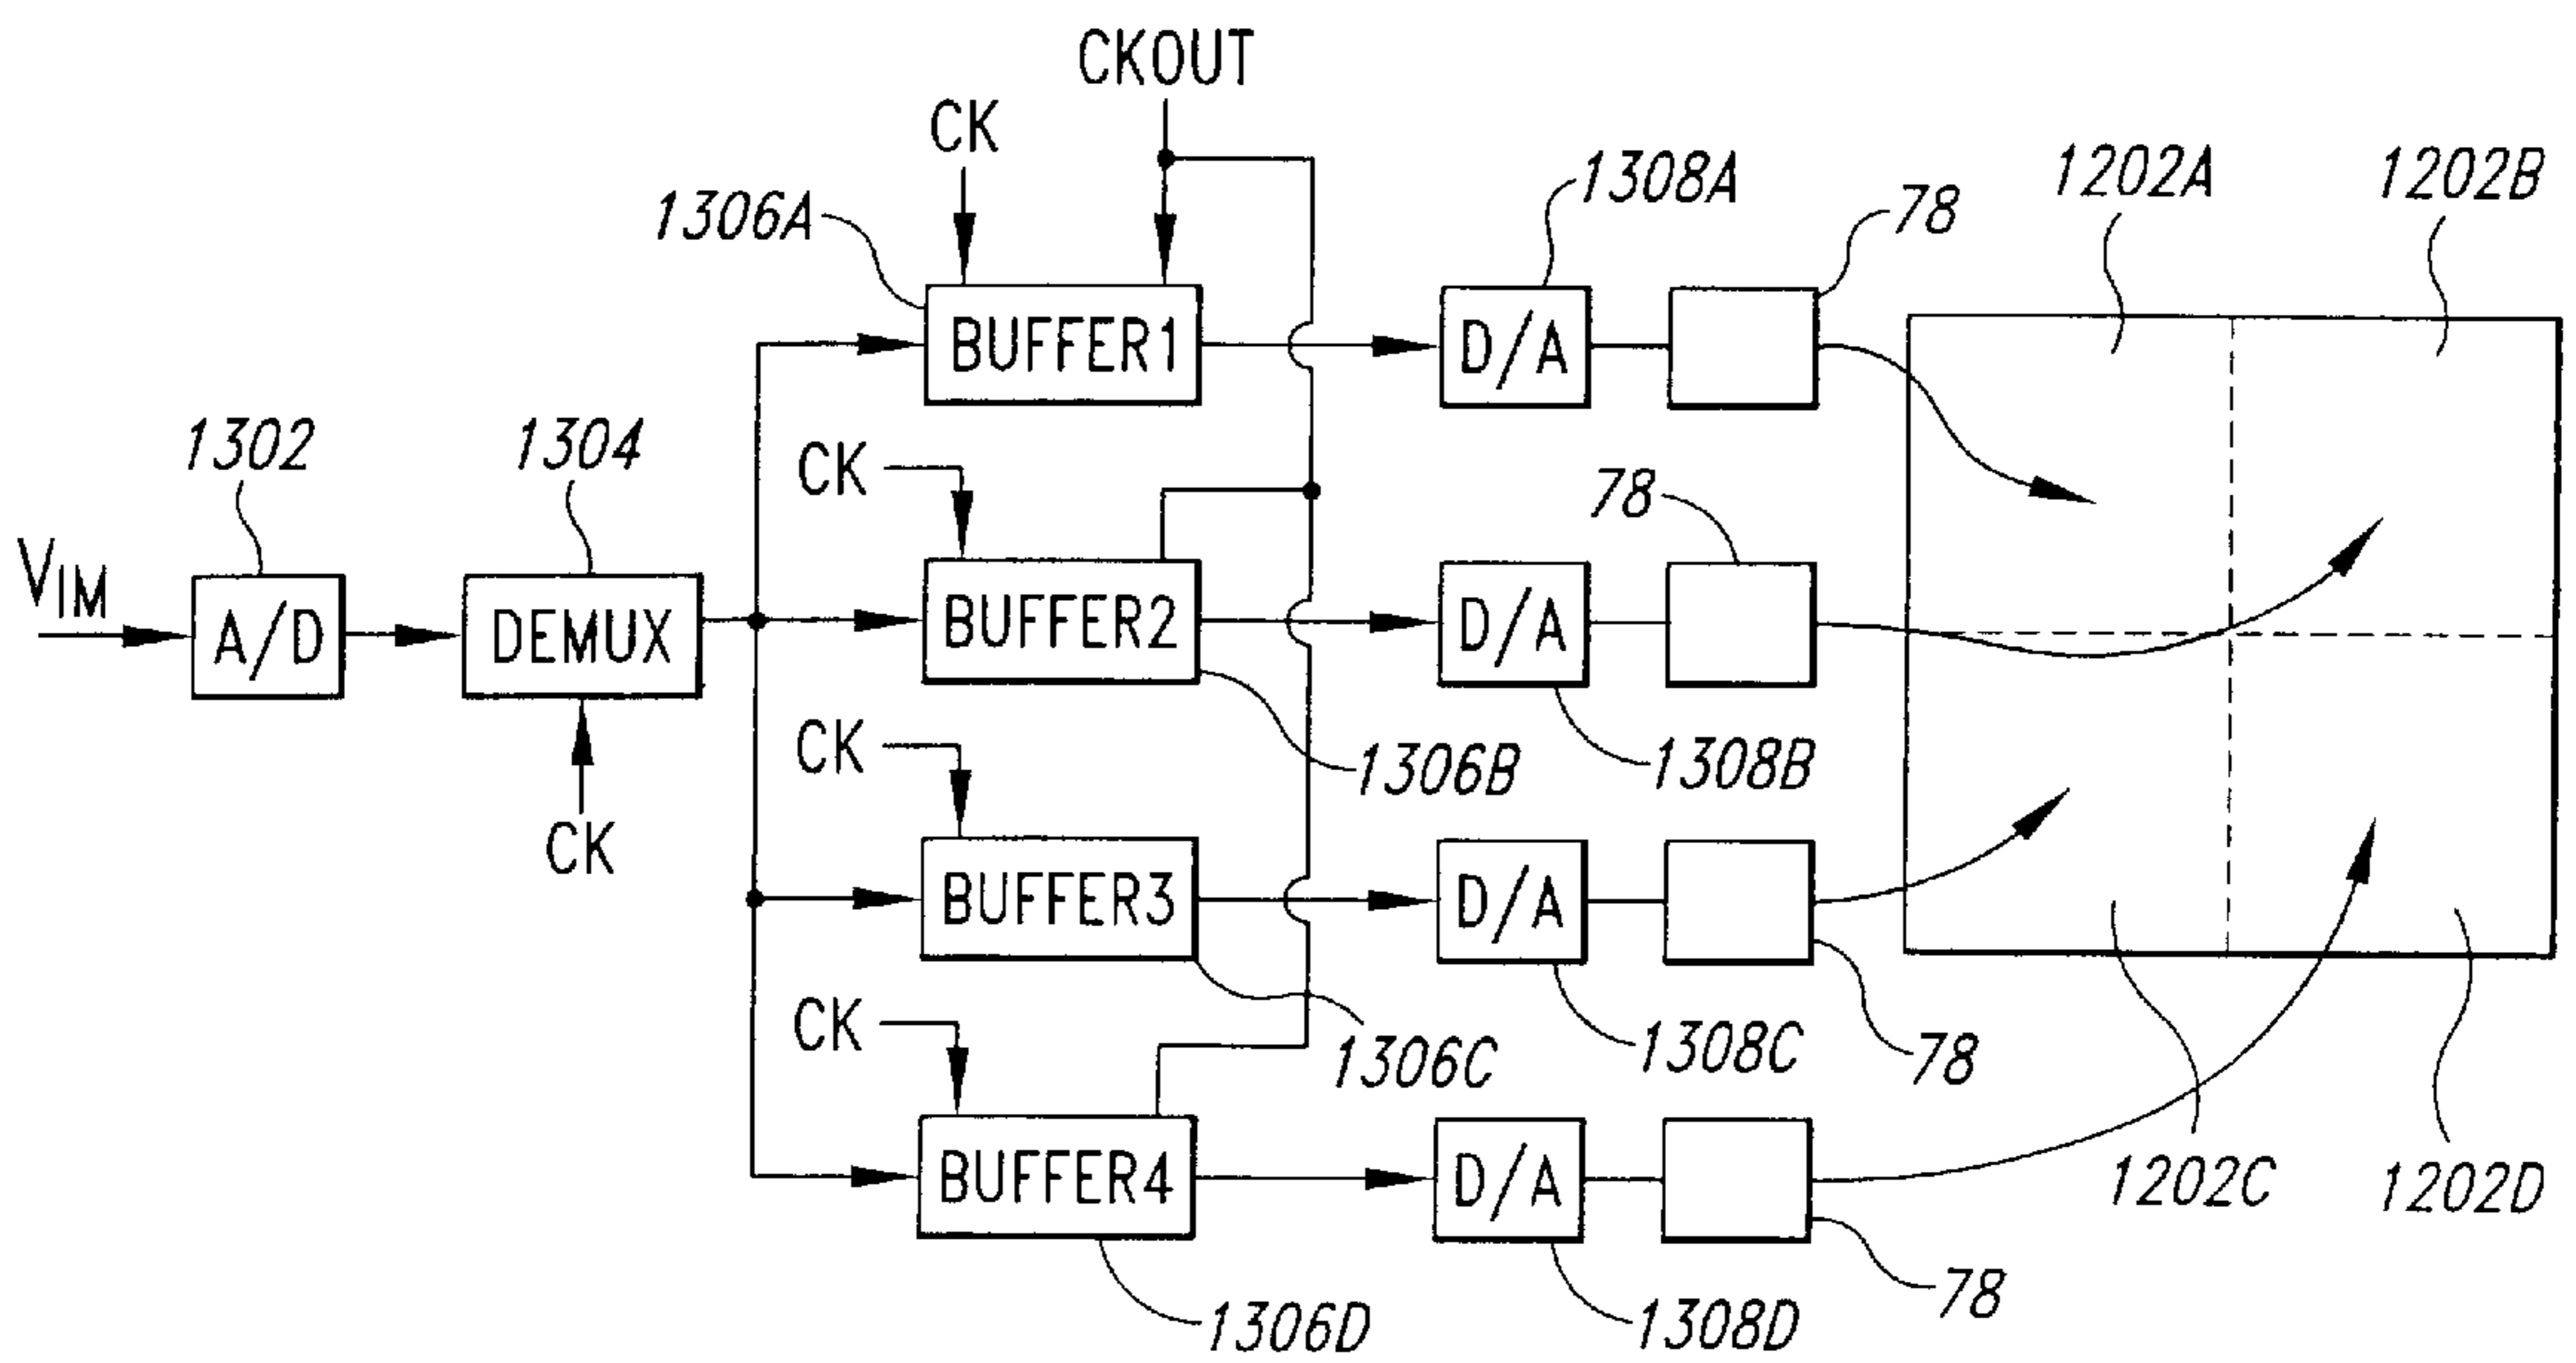 CKOUT
CK
1306A
1308A
78
1202A
1202B
BUFFER1
D/A
1302
1304
CK
78
VIM
A/D
DEMUX
BUFFER2
D/A
CK
1306B
1308B
CK
BUFFER3
D/A
CK
1306C
1308C
78
BUFFER4
D/A
1202C
1202D
1306D
1308D
78